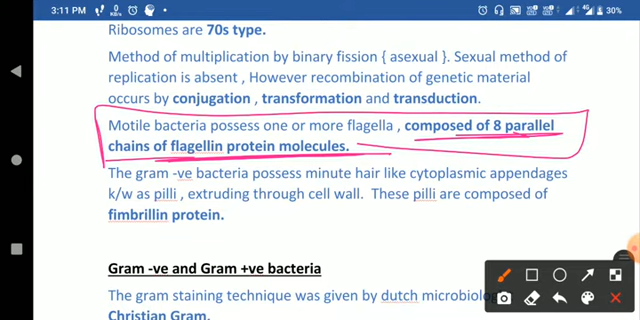 3:11 PM
0 KB/s
30%
Ribosomes are 70s type.
Method of multiplication by binary fission { asexual }. Sexual method of
replication is absent , However recombination of genetic material
occurs by conjugation , transformation and transduction.
Motile bacteria possess one or more flagella , composed of 8 parallel
chains of flagellin protein molecules.
The gram -ve bacteria possess minute hair like cytoplasmic appendages
k/w as pilli , extruding through cell wall.  These pilli are composed of
fimbrillin protein.
Gram -ve and Gram +ve bacteria
The gram staining technique was given by dutch microbiolog
Christian Gram.